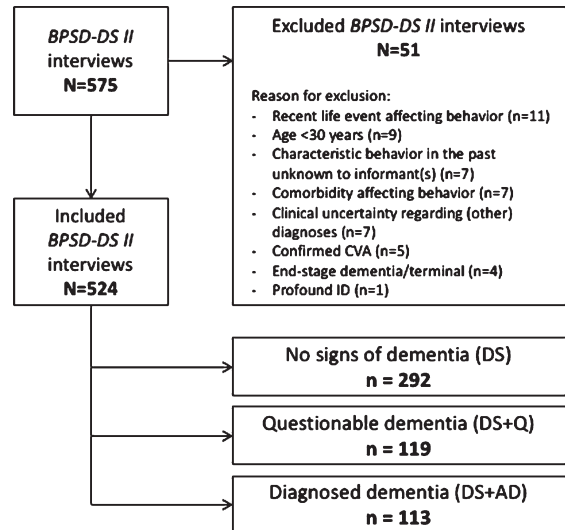 BPSD-DS II
interviews
N=575
Excluded BPSD-DS II interviews
N=51
Reason for exclusion:
- Recent life event affecting behavior (n=11)
- Age <30 years (n=9)
- Characteristic behavior in the past
unknown to informant(s) (n=7)
- Comorbidity affecting behavior (n=7)
- Clinical uncertainty regarding (other)
diagnoses (n=7)
- Confirmed CVA (n=5)
- End-stage dementia/terminal (n=4)
- Profound ID (n=1)
Included
BPSD-DS II
interviews
N=524
No signs of dementia (DS)
n = 292
Questionable dementia (DS+Q)
n = 119
Diagnosed dementia (DS+AD)
n = 113